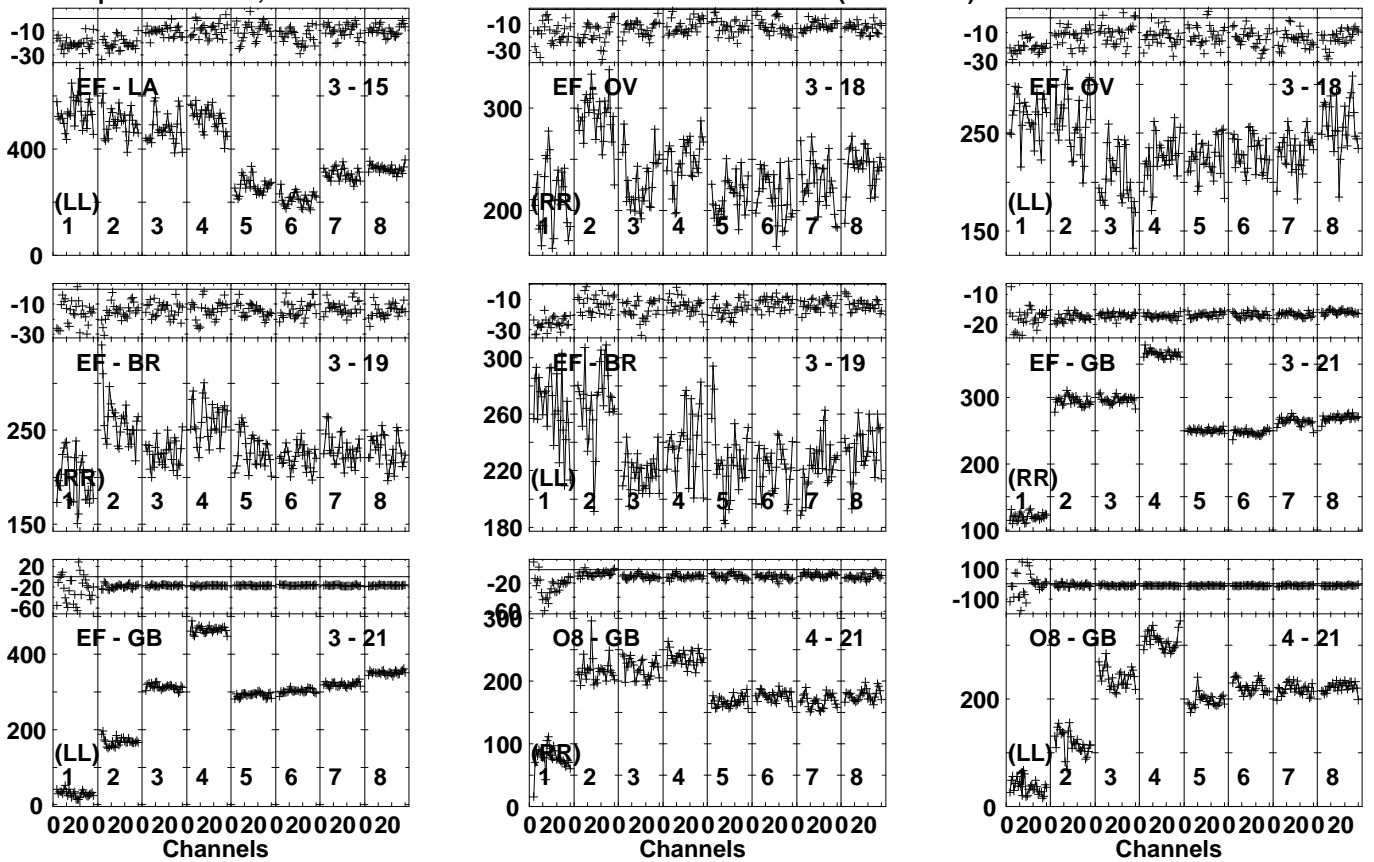 -10 -10 -10
-30 -30 -30
EF - LA 3 - 15 EF - OV 3 - 18 EF - OV 3 - 18
400 300 250
(LL) 200 (RR) (LL)
1 2 3 4 5 6 7 8 1 2 3 4 5 6 7 8 150 1 2 3 4 5 6 7 8
0
-10 -10 -10
-30 -30 -20
EF - BR 3 - 19 300 EF - BR 3 - 19 EF - GB 3 - 21
250 260 300
220 200
(RR) (LL) (RR)
1 2 3 4 5 6 7 8 1 2 3 4 5 6 7 8 1 2 3 4 5 6 7 8
150 180 100
20 100
-20 -20 -100
-60 -60
EF - GB 3 - 21 300 O8 - GB 4 - 21 O8 - GB 4 - 21
400 200 200
200 100
(LL) (RR) (LL)
1 2 3 4 5 6 7 8 1 2 3 4 5 6 7 8 1 2 3 4 5 6 7 8
0 0 0
0 20 0 20 0 20 0 20 0 20 0 20 0 20 0 20 0 20 0 20 0 20 0 20 0 20 0 20 0 20 0 20 0 20 0 20 0 20 0 20 0 20 0 20 0 20 0 20
Channels Channels Channels